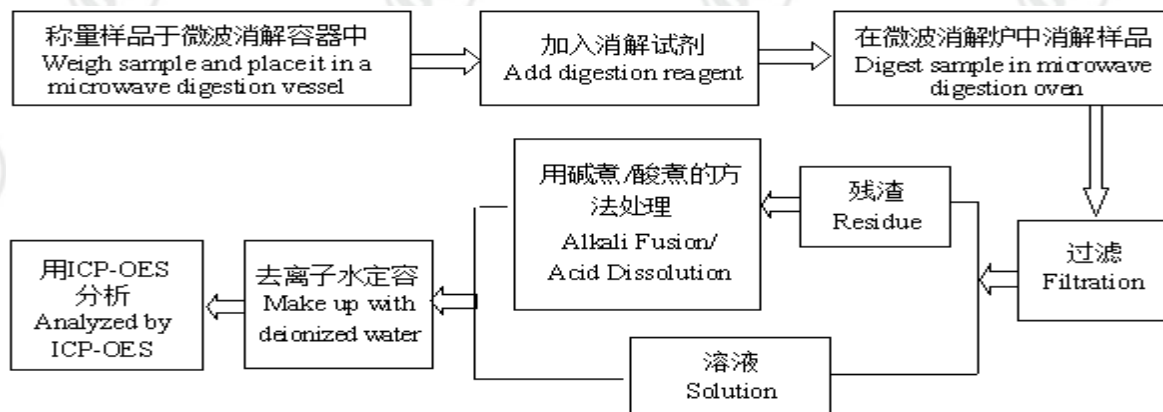 称量样品于微波消解容器中
Weigh sample and place it in a
microwave digestion vessel
加入消解试剂
Add digestion reagent
在微波消解炉中消解样品
Digest sample in microwave
digestion oven
过滤
Filtration
残渣
Residue
用碱煮/酸煮的方
法处理
Alkali Fusion/
Acid Dissolution
溶液
Solution
去离子水定容
Make up with
deionized water
用ICP-OES
分析
Analyzed by
ICP-OES